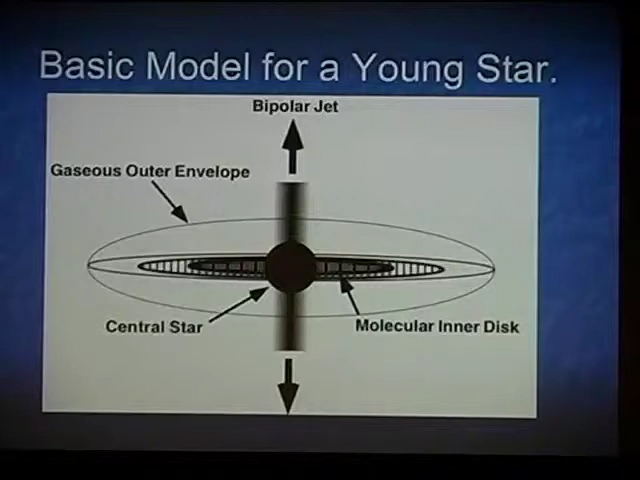 Basic Model for a Young Star.
Bipolar Jet
Gaseous Outer Envelope
Central Star
Molecular Inner Disk